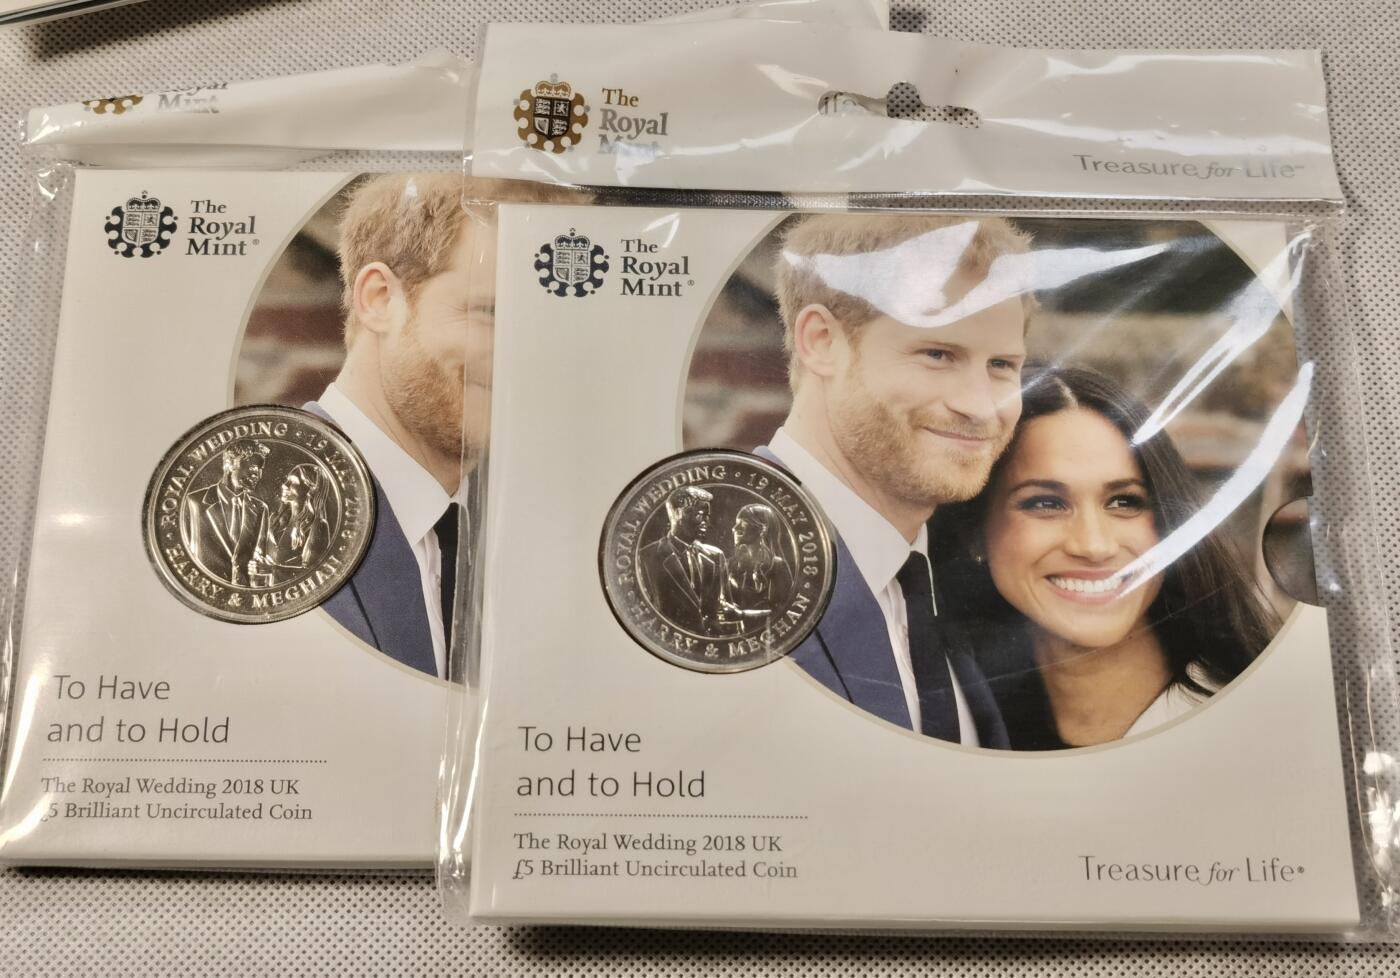 Royal
Mint
The
Royal
Mint
®
ROYAL WEDDING · 19 MAY 2018 ·
HARRY & MEGHAN
To Have
and to Hold
The Royal Wedding 2018 UK
£5 Brilliant Uncirculated Coin
The
Royal
Mint
life
Treasure for Life™
The
Royal
Mint®
ROYAL WEDDING · 19 MAY 2018 ·
HARRY & MEGHAN
To Have
and to Hold
The Royal Wedding 2018 UK
£5 Brilliant Uncirculated Coin
Treasure for Life®